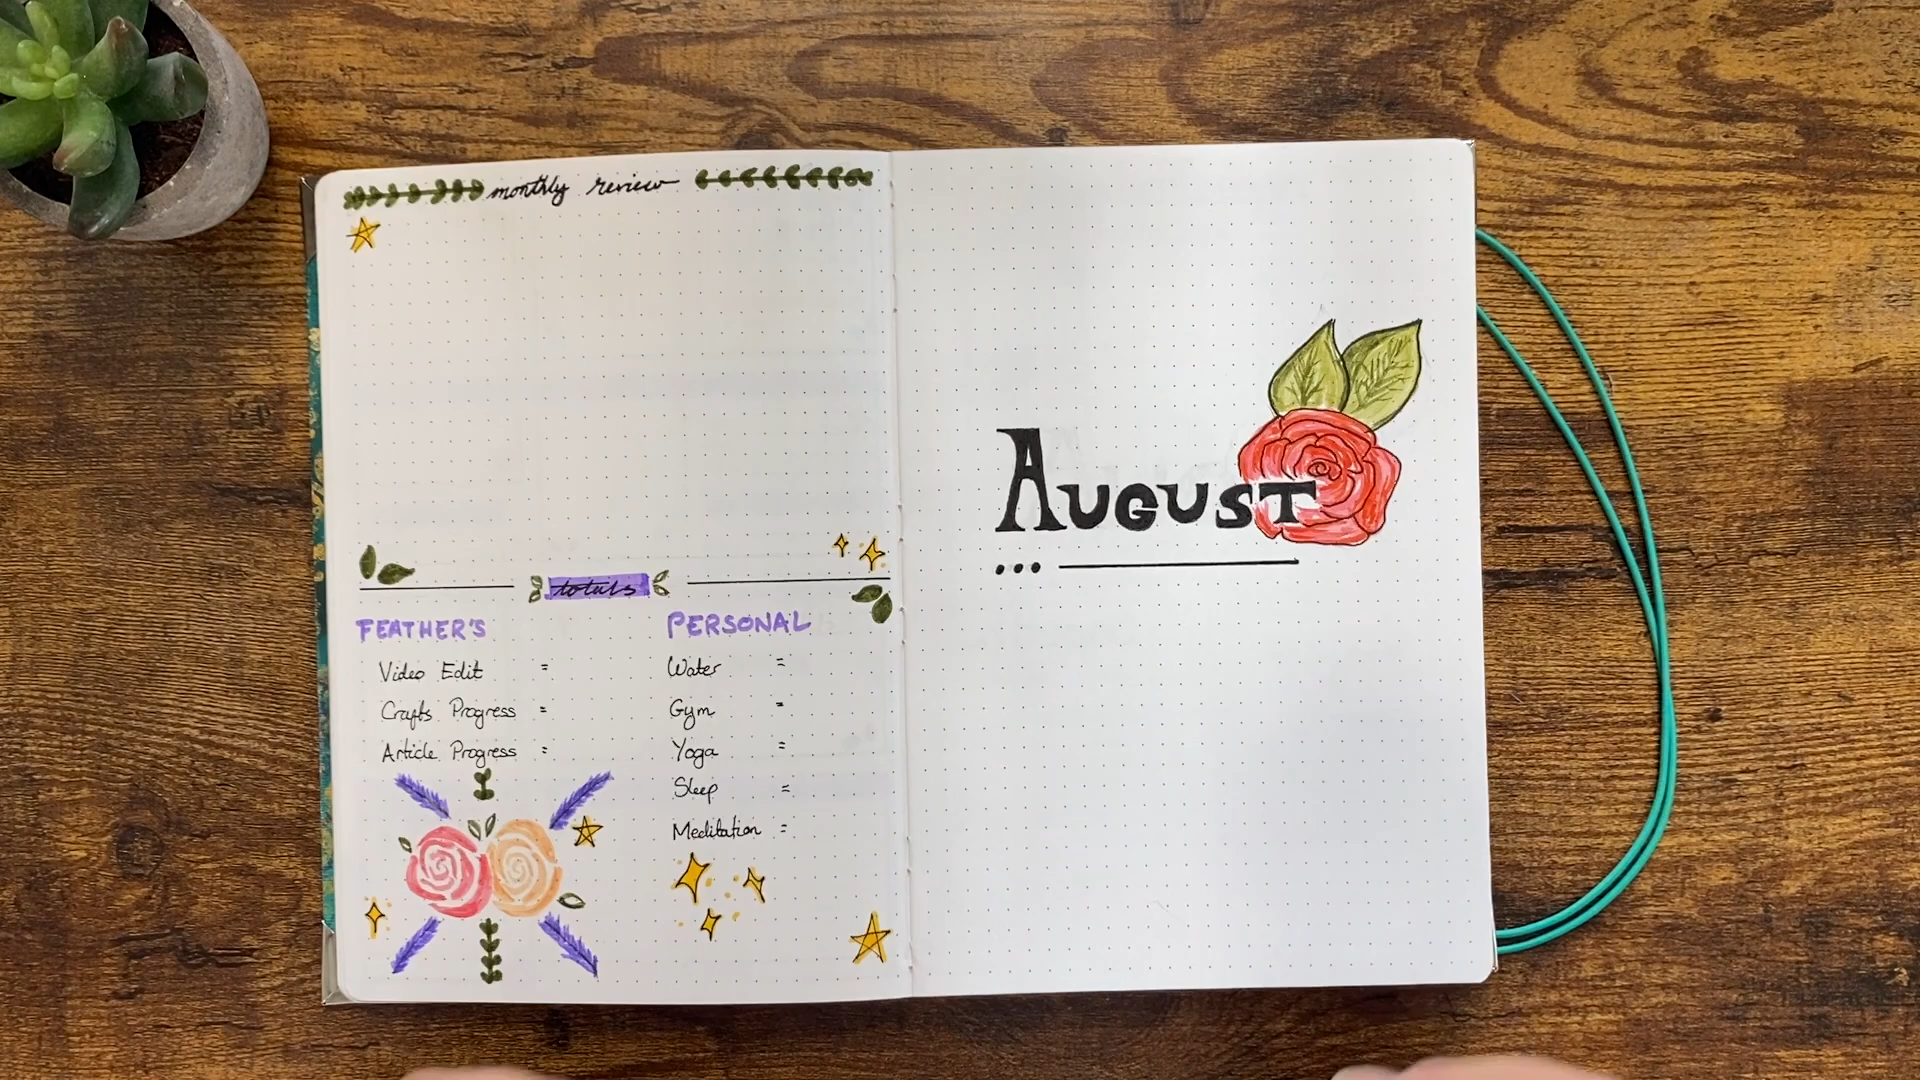 monthly review
totals
FEATHER'S
Video Edit =
Crafts Progress =
Article Progress =
PERSONAL
Water =
Gym =
Yoga =
Sleep =
Meditation =
AUGUST